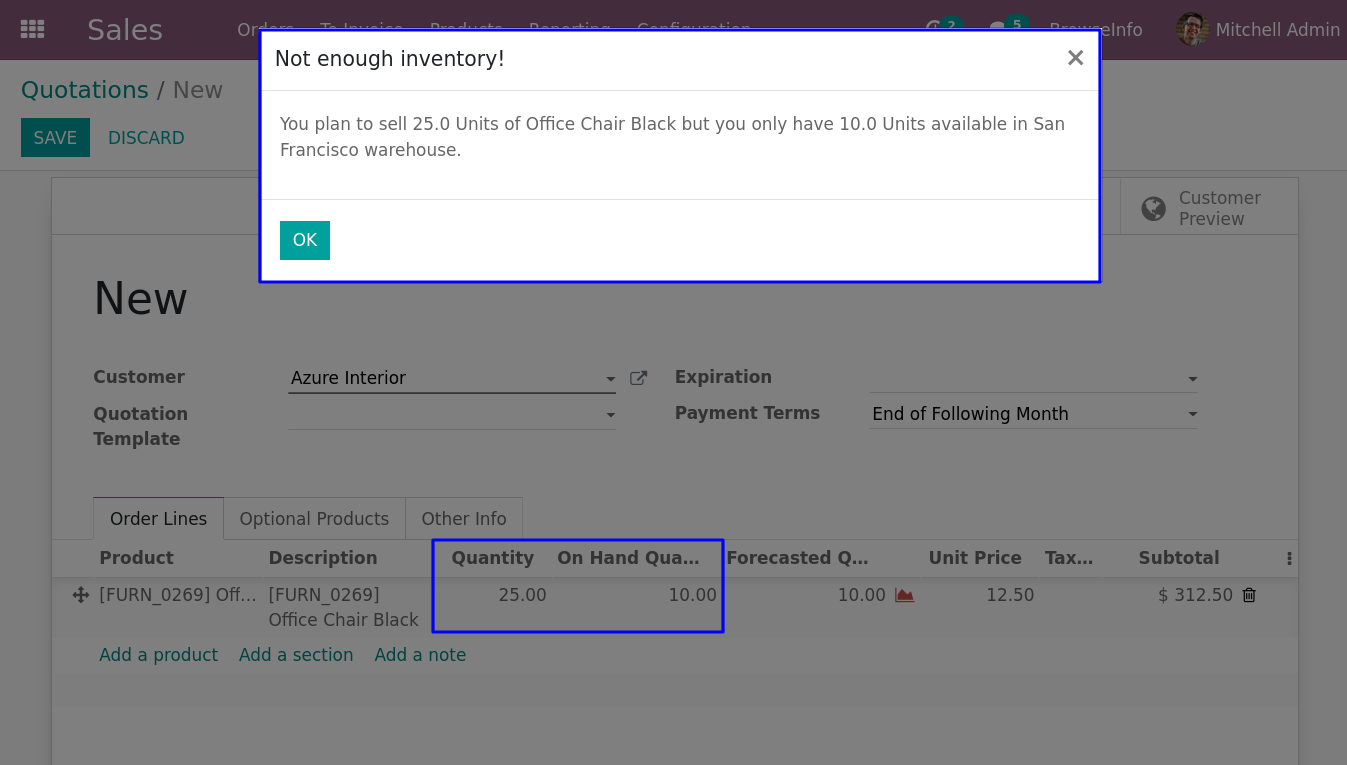 Sales
Orders To Invoice Products Reporting Configuration 2 5 BrowseInfo Mitchell Admin
Not enough inventory!
You plan to sell 25.0 Units of Office Chair Black but you only have 10.0 Units available in San
Francisco warehouse.
OK
Quotations / New
SAVE DISCARD
Customer
Preview
New
Customer Azure Interior Expiration
Quotation
Template
Payment Terms End of Following Month
Order Lines Optional Products Other Info
Product Description Quantity On Hand Qua... Forecasted Q... Unit Price Tax... Subtotal
[FURN_0269] Off... [FURN_0269] 25.00 10.00 10.00 12.50 $ 312.50
Office Chair Black
Add a product Add a section Add a note